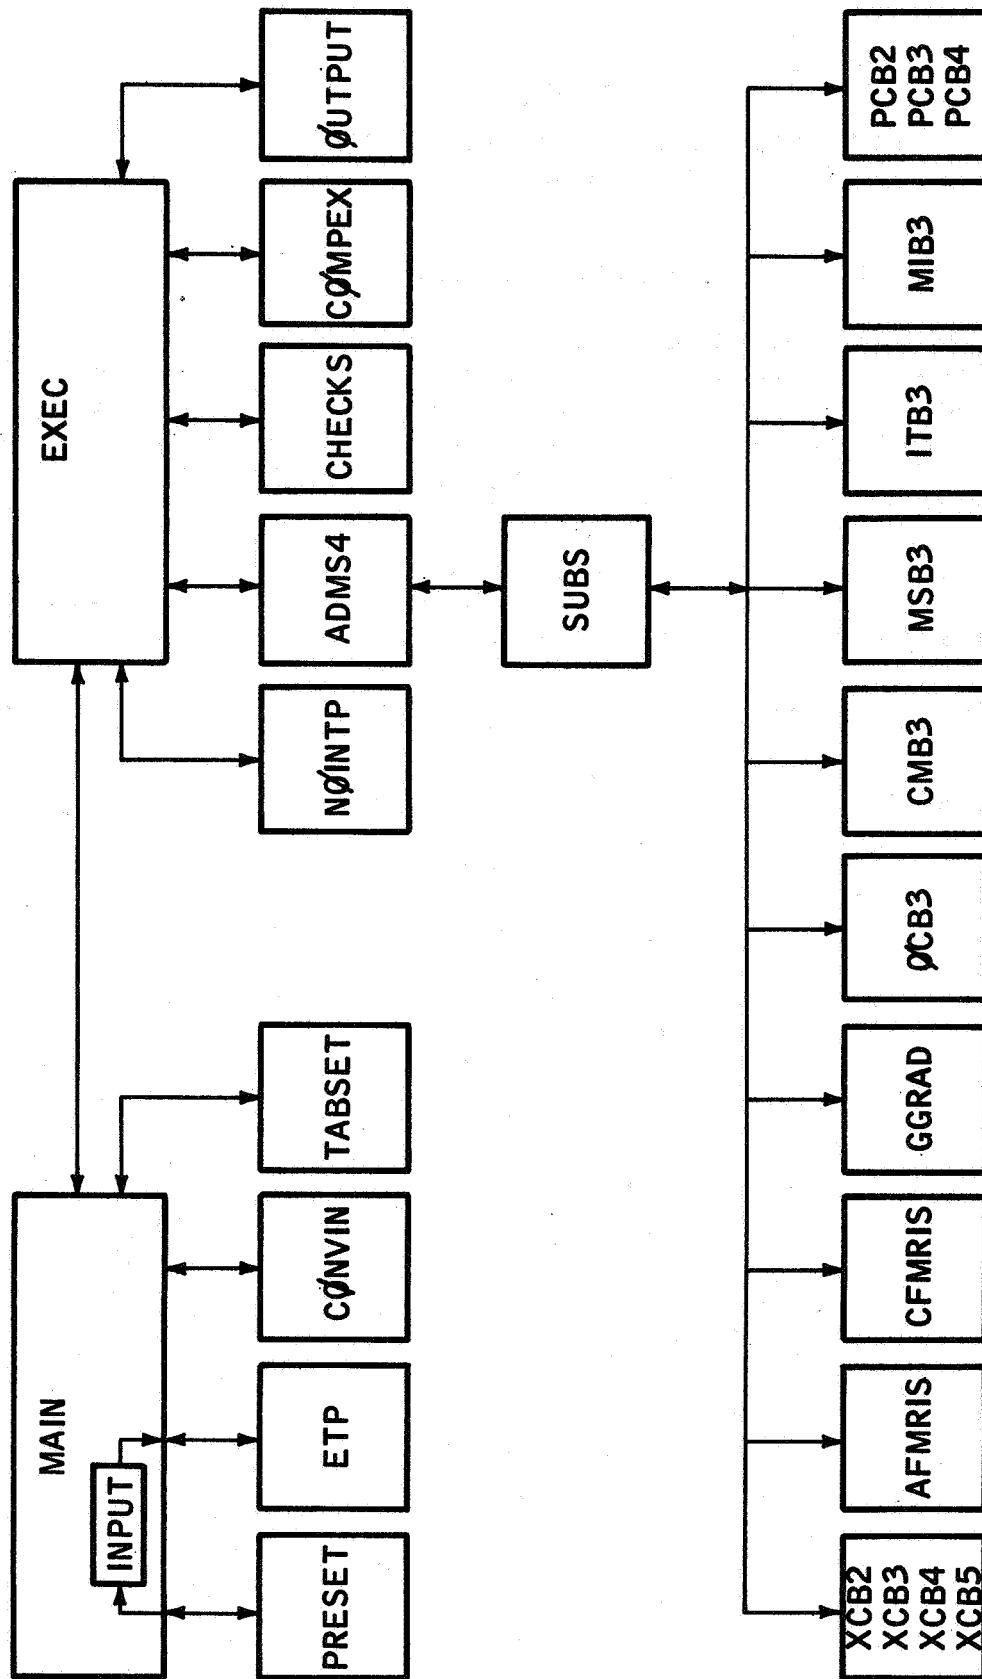 MAIN
EXEC
INPUT
PRESET
ETP
CØNVIN
TABSET
NØINTP
ADMS4
CHECKS
CØMPEX
ØUTPUT
SUBS
XCB2
XCB3
XCB4
XCB5
AFMRIS
CFMRIS
GGRAD
ØCB3
CMB3
MSB3
ITB3
MIB3
PCB2
PCB3
PCB4